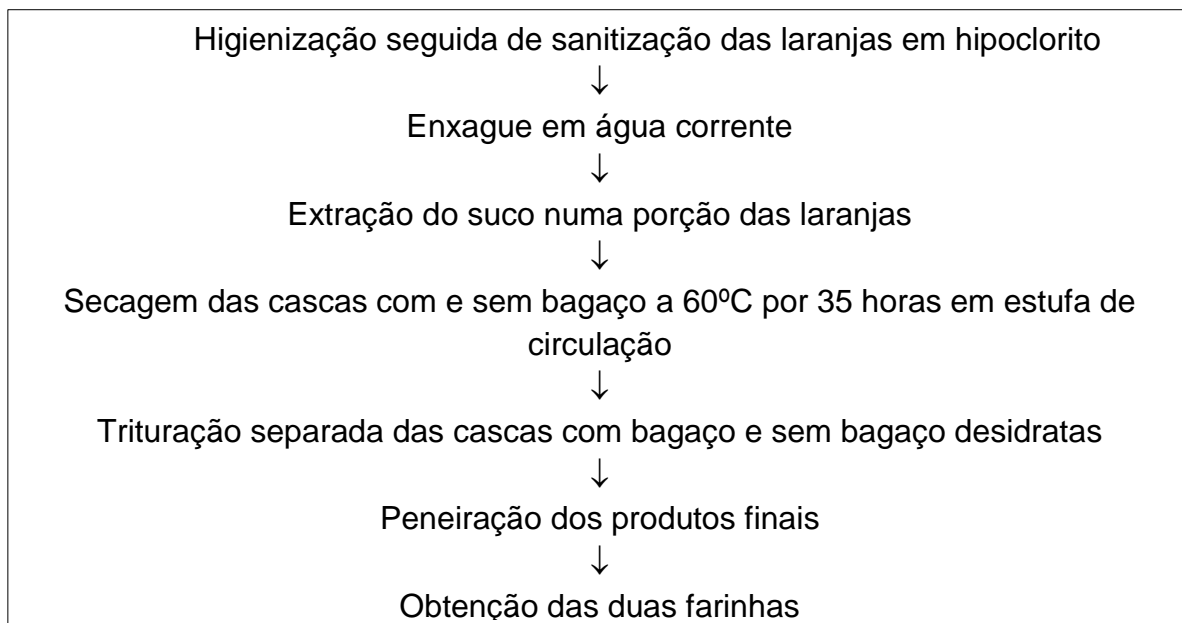 Higienização seguida de sanitização das laranjas em hipoclorito
↓
Enxague em água corrente
↓
Extração do suco numa porção das laranjas
↓
Secagem das cascas com e sem bagaço a 60ºC por 35 horas em estufa de
circulação
↓
Trituração separada das cascas com bagaço e sem bagaço desidratas
↓
Peneiração dos produtos finais
↓
Obtenção das duas farinhas